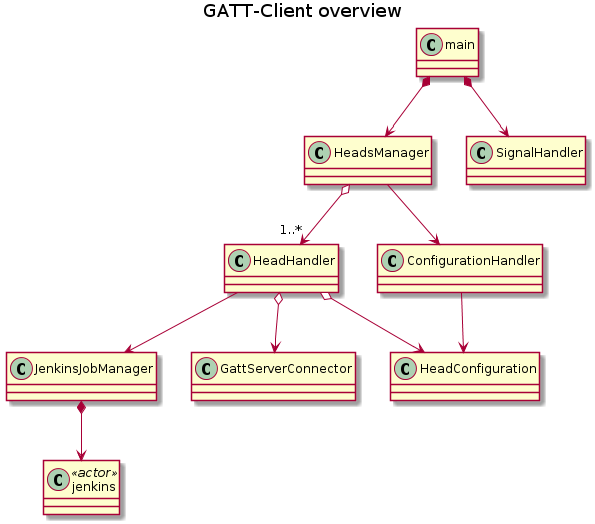 GATT-Client overview
C main
C HeadsManager
C SignalHandler
1..*
C HeadHandler
C ConfigurationHandler
C JenkinsJobManager
C GattServerConnector
C HeadConfiguration
C «actor»
jenkins